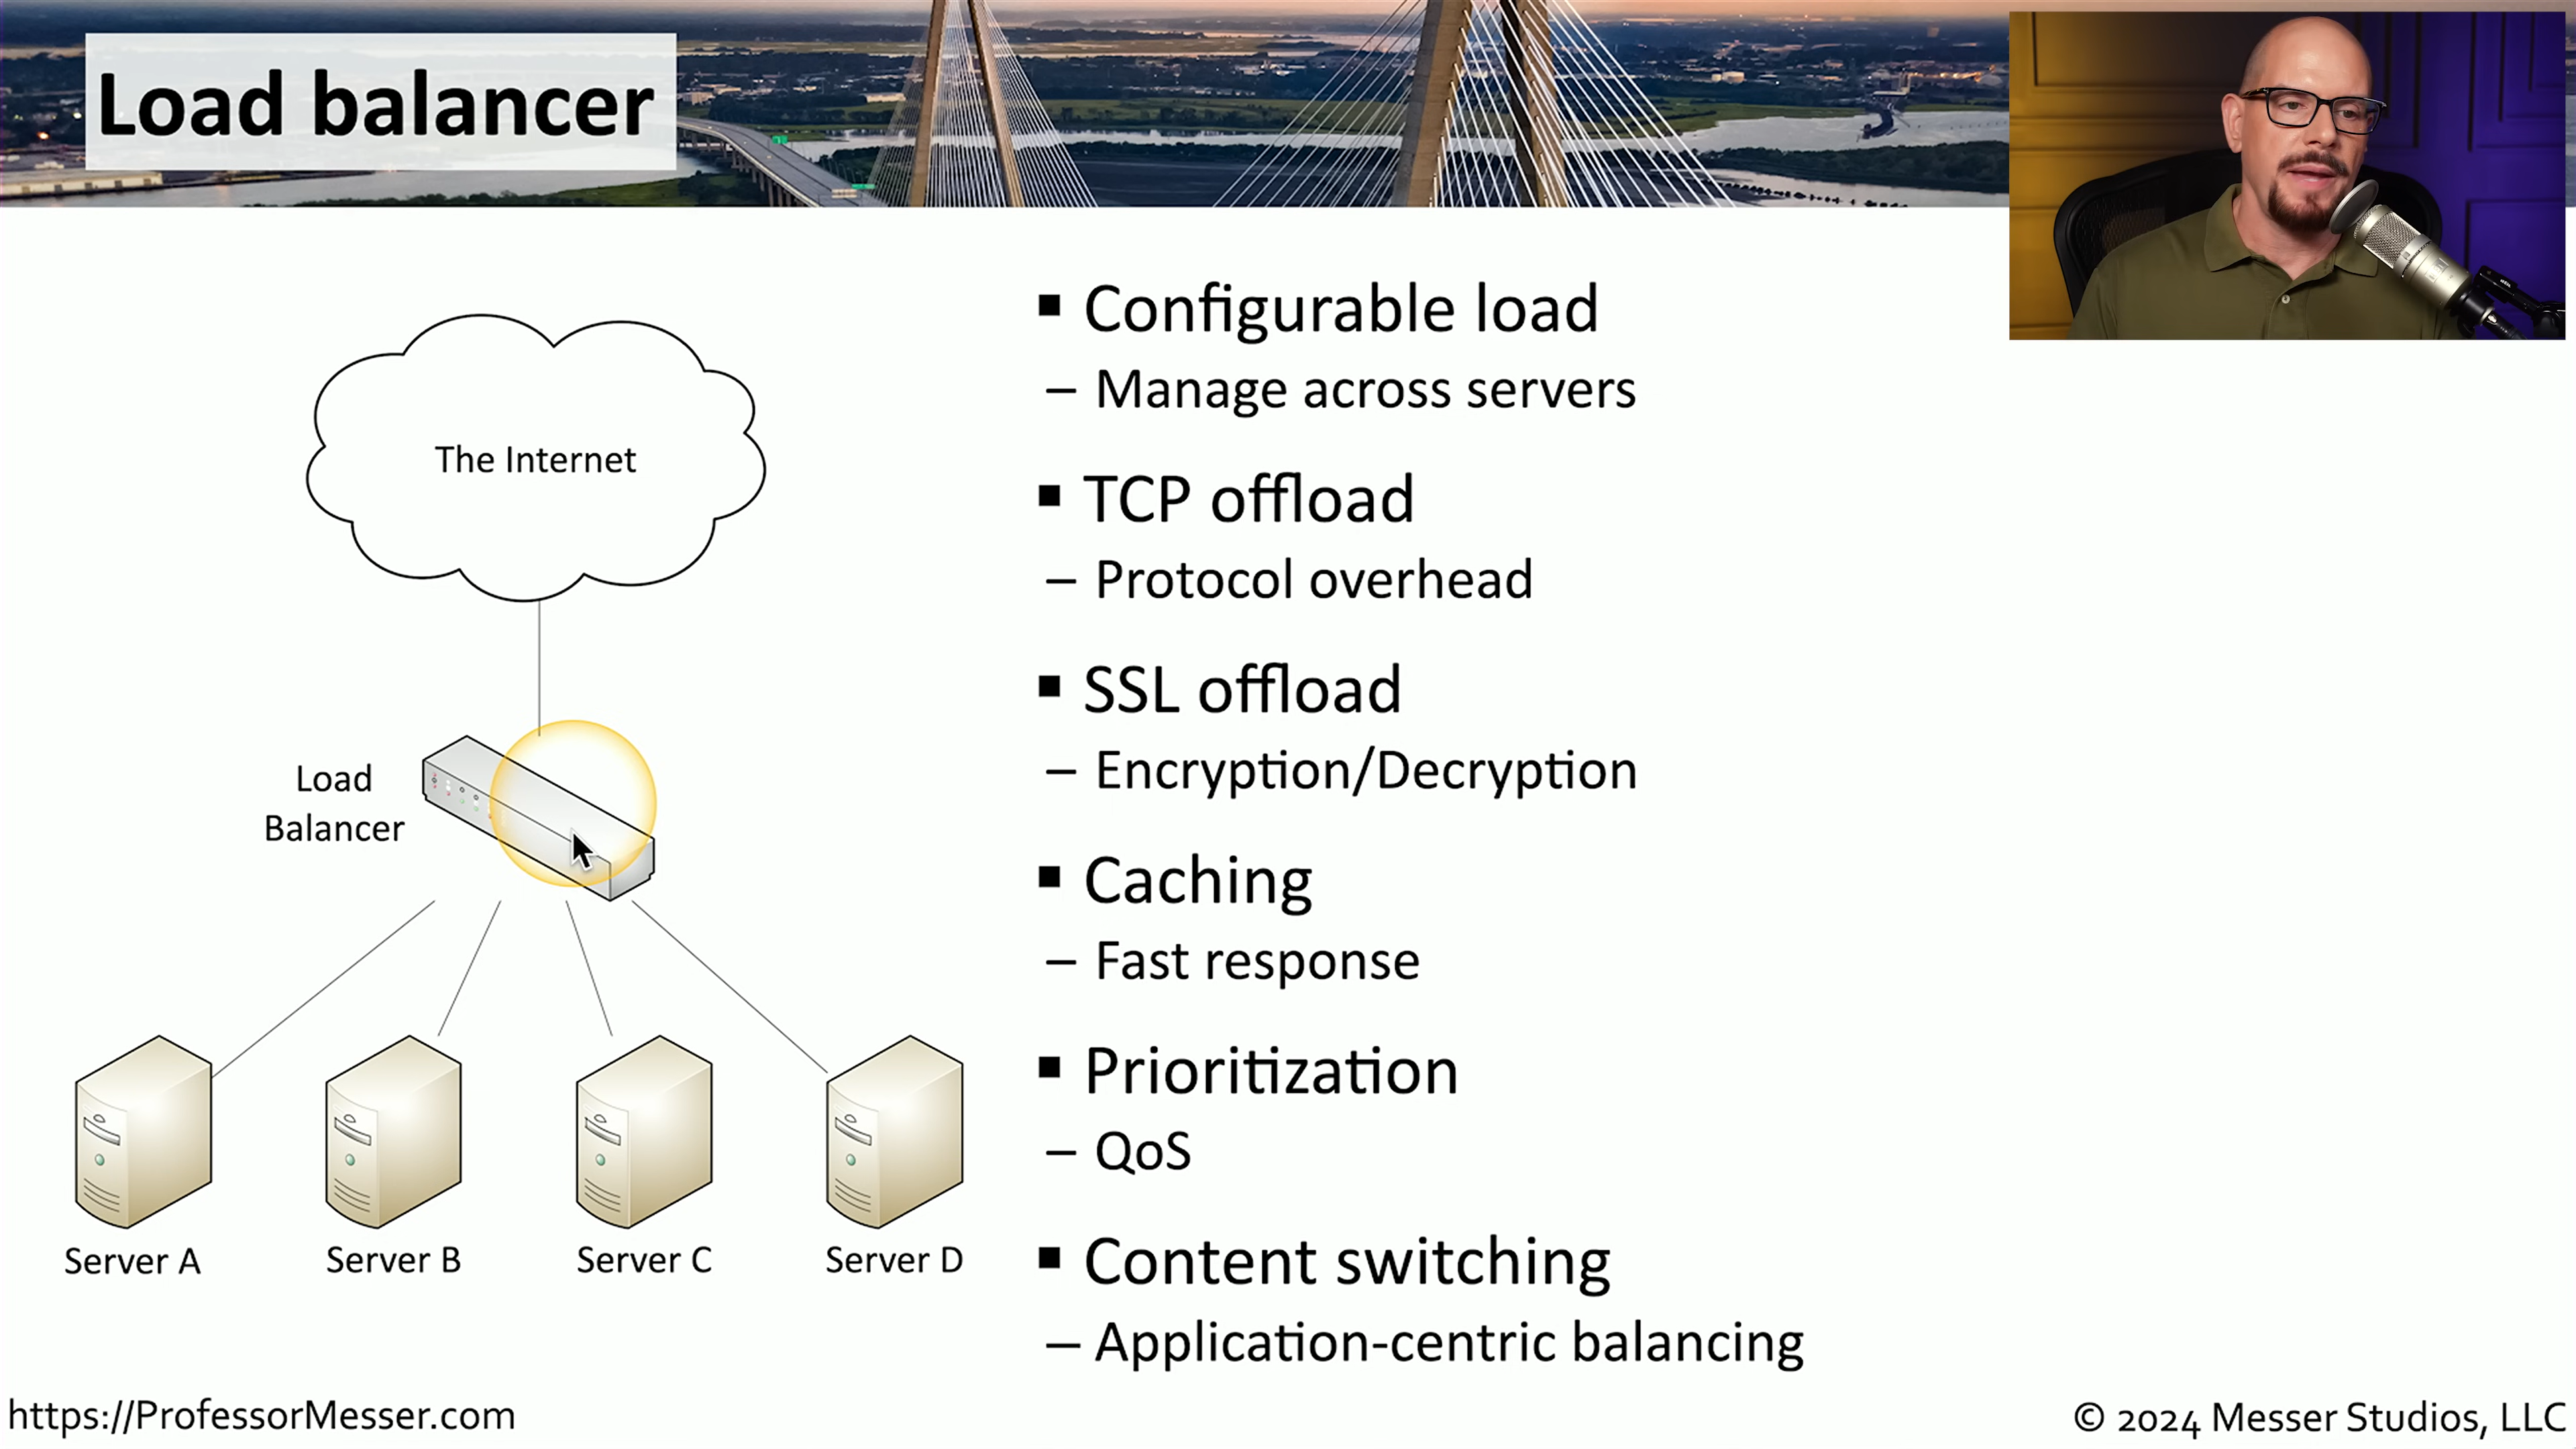 Load balancer
The Internet
Load
Balancer
Server A
Server B
Server C
Server D
▪ Configurable load
– Manage across servers
▪ TCP offload
– Protocol overhead
▪ SSL offload
– Encryption/Decryption
▪ Caching
– Fast response
▪ Prioritization
– QoS
▪ Content switching
– Application-centric balancing
https://ProfessorMesser.com
© 2024 Messer Studios, LLC